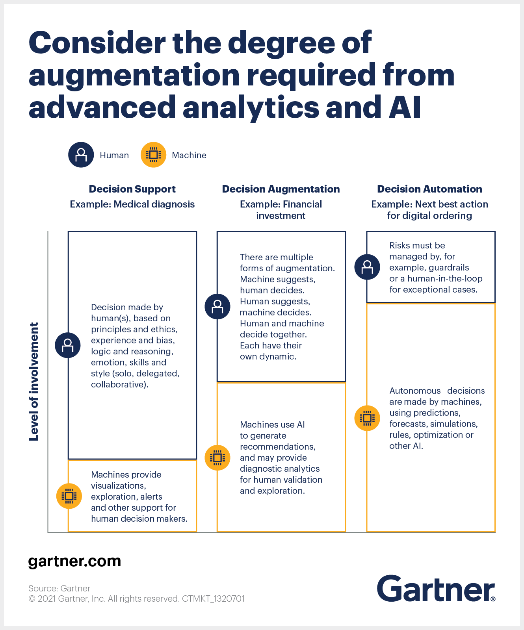 Consider the degree of
augmentation required from
advanced analytics and AI
Human
Machine
Decision Support
Example: Medical diagnosis
Decision Augmentation
Example: Financial
investment
Decision Automation
Example: Next best action
for digital ordering
Level of involvement
Decision made by
human(s), based on
principles and ethics,
experience and bias,
logic and reasoning,
emotion, skills and
style (solo, delegated,
collaborative).
Machines provide
visualizations,
exploration, alerts
and other support for
human decision makers.
There are multiple
forms of augmentation.
Machine suggests,
human decides.
Human suggests,
machine decides.
Human and machine
decide together.
Each have their
own dynamic.
Machines use AI
to generate
recommendations,
and may provide
diagnostic analytics
for human validation
and exploration.
Risks must be
managed by, for
example, guardrails
or a human-in-the-loop
for exceptional cases.
Autonomous decisions
are made by machines,
using predictions,
forecasts, simulations,
rules, optimization or
other AI.
gartner.com
Source: Gartner
© 2021 Gartner, Inc. All rights reserved. CTMKT_1320701
Gartner®